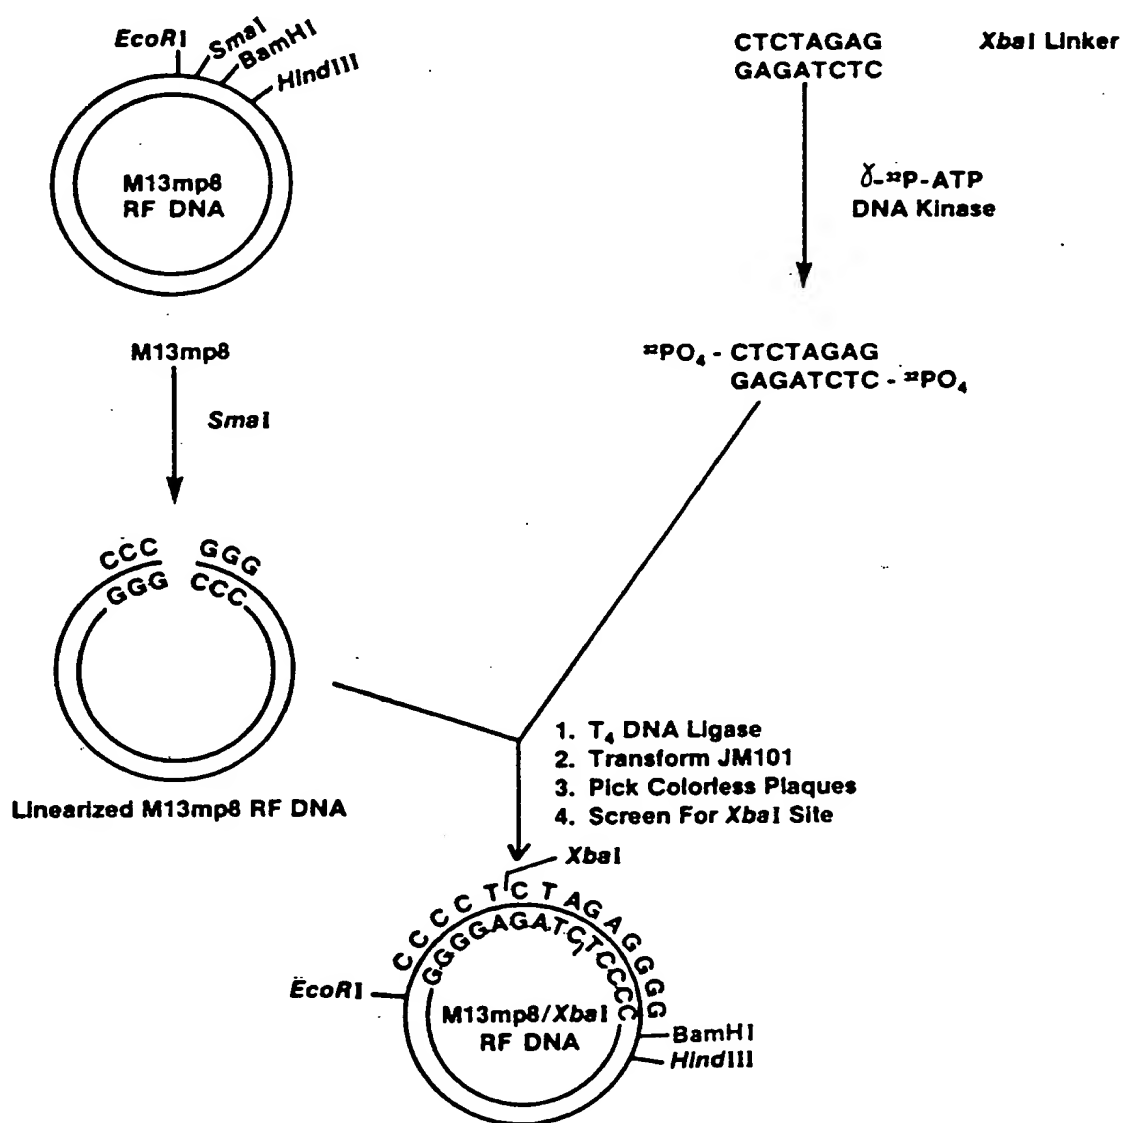 EcoRI
SmaI
BamHI
HindIII
M13mp8
RF DNA
M13mp8
SmaI
CCC GGG
GGG CCC
Linearized M13mp8 RF DNA
CTCTAGAG XbaI Linker
GAGATCTC
γ-³²P-ATP
DNA Kinase
³²PO₄ - CTCTAGAG
GAGATCTC - ³²PO₄
1. T₄ DNA Ligase
2. Transform JM101
3. Pick Colorless Plaques
4. Screen For XbaI Site
XbaI
CCCCTCTAGAGGGG
GGGGAGATCTCCCC
EcoRI
M13mp8/XbaI
RF DNA
BamHI
HindIII